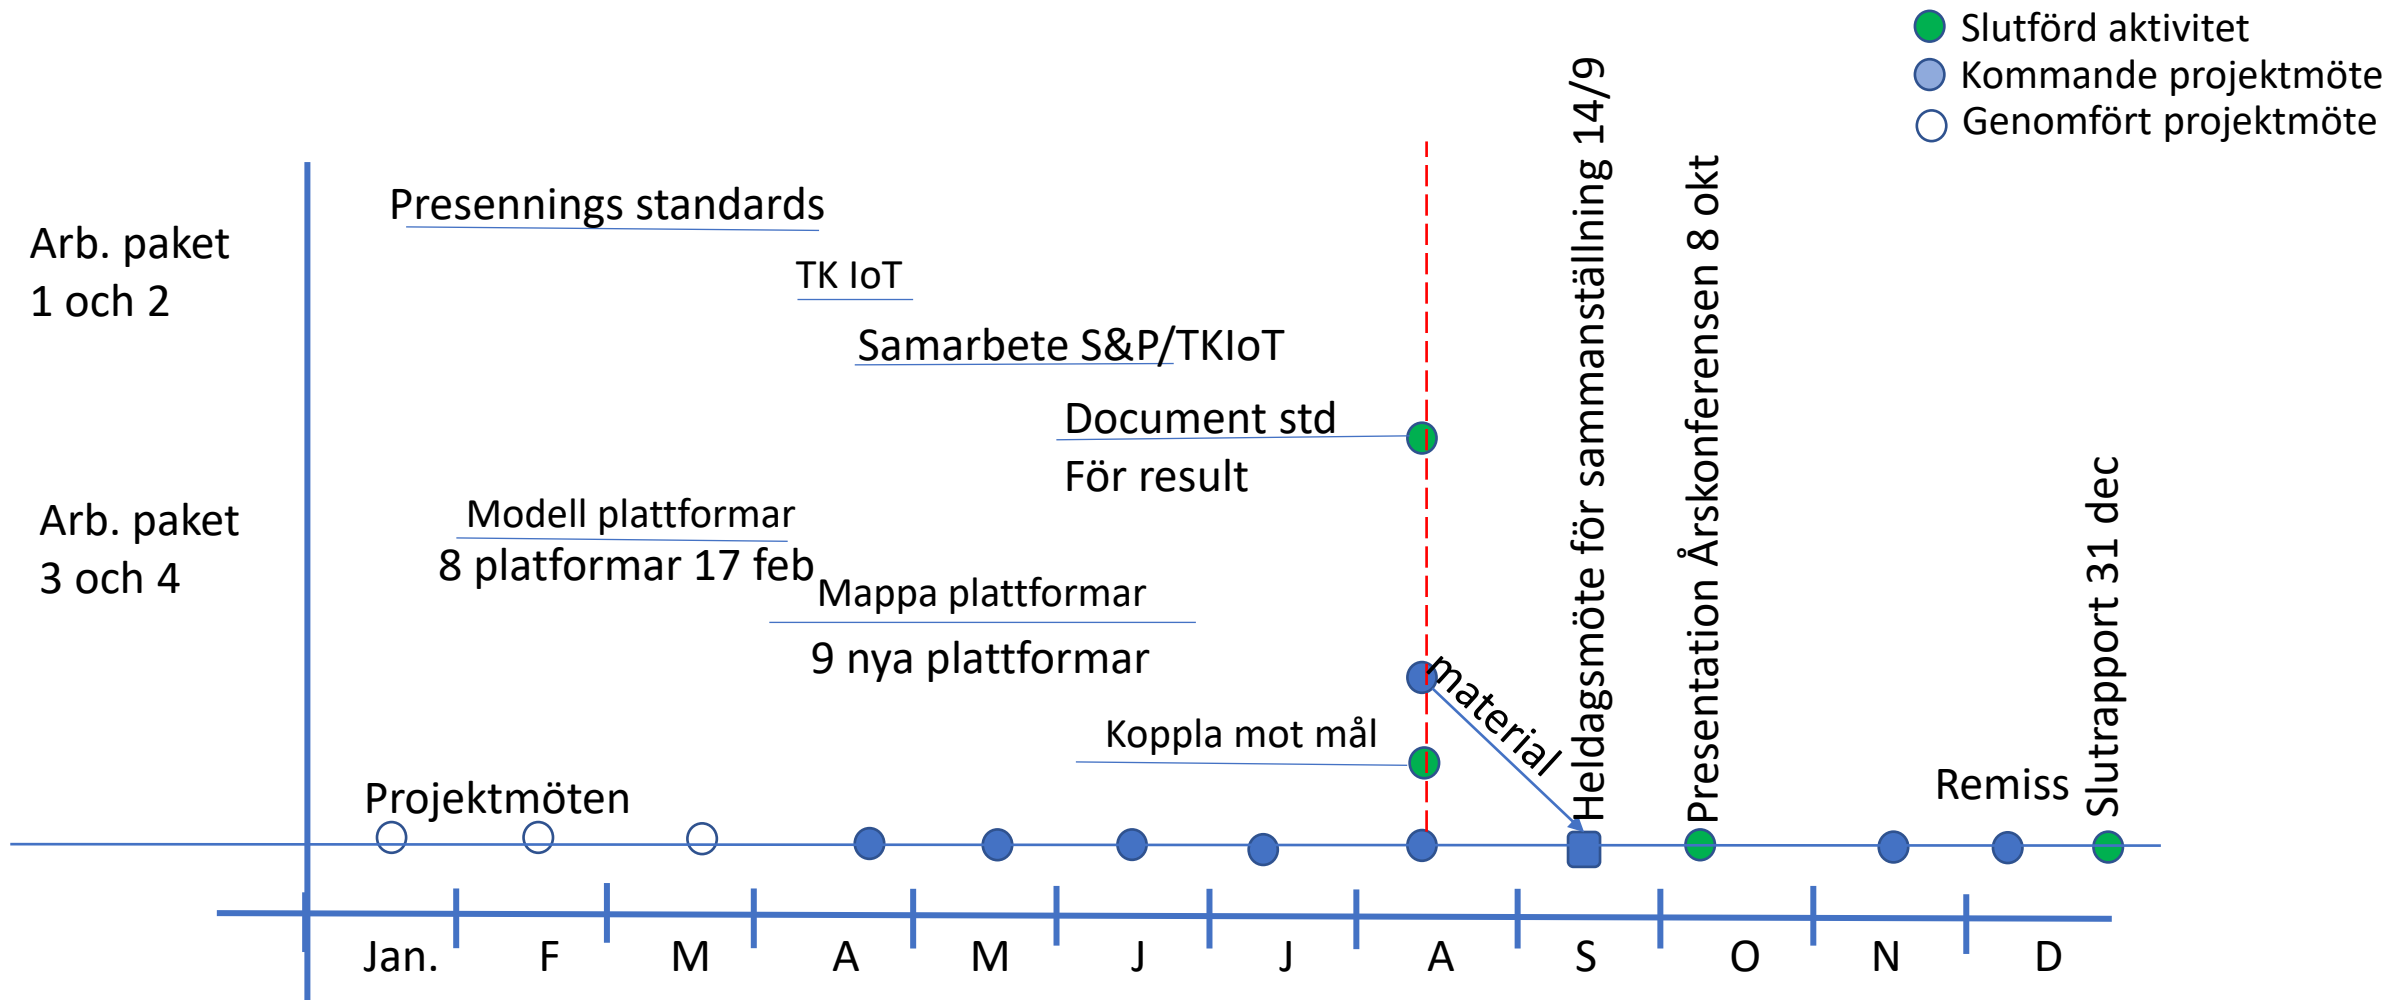 Slutförd aktivitet
Kommande projektmöte
Genomfört projektmöte
Arb. paket
1 och 2
Presennings standards
TK IoT
Samarbete S&P/TKIoT
Document std
För result
Arb. paket
3 och 4
Modell plattformar
8 platformar 17 feb
Mappa plattformar
9 nya plattformar
Koppla mot mål
material
Heldagsmöte för sammanställning 14/9
Presentation Årskonferensen 8 okt
Slutrapport 31 dec
Remiss
Projektmöten
Jan. F M A M J J A S O N D